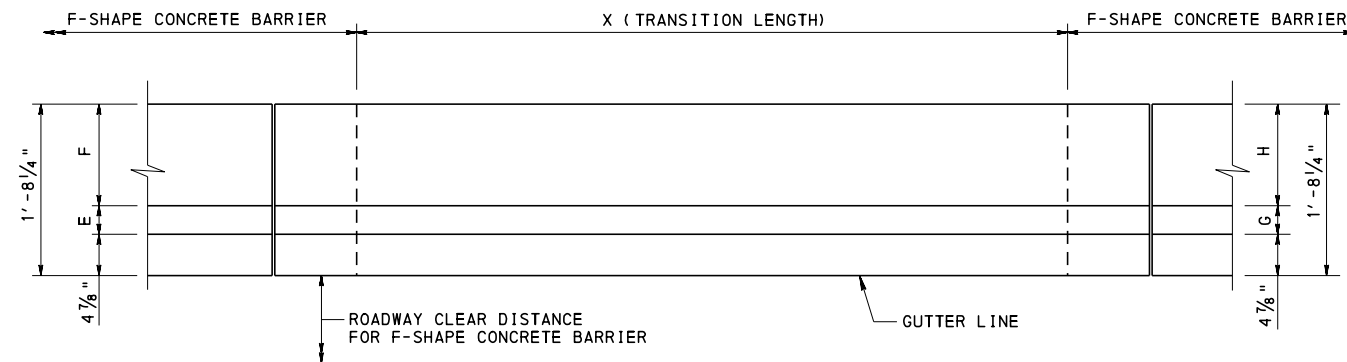 F-SHAPE CONCRETE BARRIER
X (TRANSITION LENGTH)
F-SHAPE CONCRETE BARRIER
1'-8¼"
F
E
4⅞"
H
G
1'-8¼"
4⅞"
ROADWAY CLEAR DISTANCE
FOR F-SHAPE CONCRETE BARRIER
GUTTER LINE